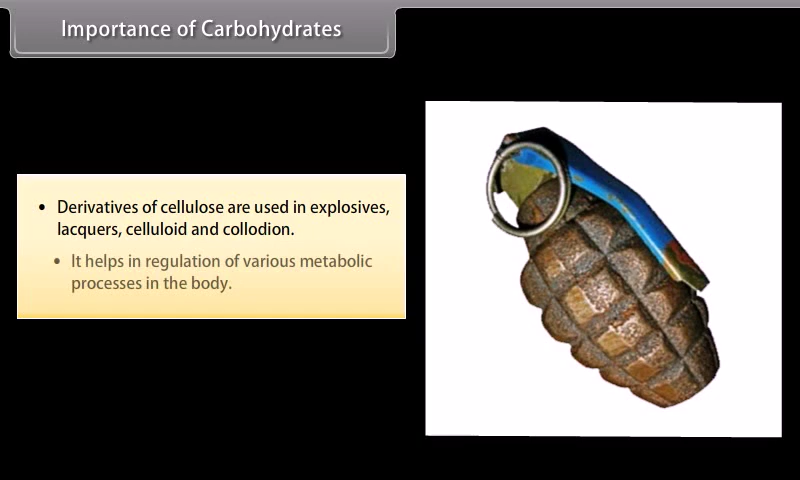 Importance of Carbohydrates
• Derivatives of cellulose are used in explosives,
lacquers, celluloid and collodion.
• It helps in regulation of various metabolic
processes in the body.